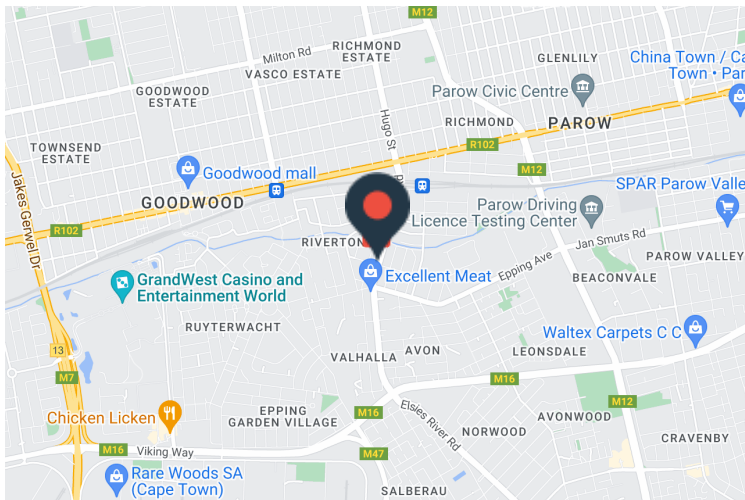 M12
RICHMOND
ESTATE
Milton Rd
GLENLILY
China Town / Ca
Town • Par
VASCO ESTATE
GOODWOOD
ESTATE
Parow Civic Centre
Hugo St
RICHMOND
PAROW
TOWNSEND
ESTATE
R102
M12
Jakes Gerwel Dr
Goodwood mall
SPAR Parow Valle
GOODWOOD
Parow Driving
Licence Testing Center
R102
RIVERTON
Jan Smuts Rd
PAROW VALLEY
Epping Ave
Excellent Meat
BEACONVALE
GrandWest Casino and
Entertainment World
RUYTERWACHT
Waltex Carpets C C
13
VALHALLA
AVON
LEONSDALE
M7
M16
M12
Chicken Licken
EPPING
GARDEN VILLAGE
M16
Elsies River Rd
AVONWOOD
NORWOOD
CRAVENBY
M16
Viking Way
M47
Rare Woods SA
(Cape Town)
SALBERAU